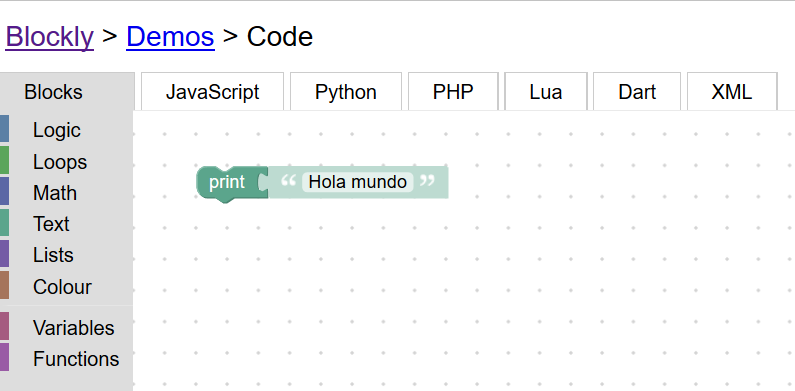 Blockly > Demos > Code
Blocks JavaScript Python PHP Lua Dart XML
Logic
Loops
Math
Text
Lists
Colour
Variables
Functions
print “ Hola mundo ”